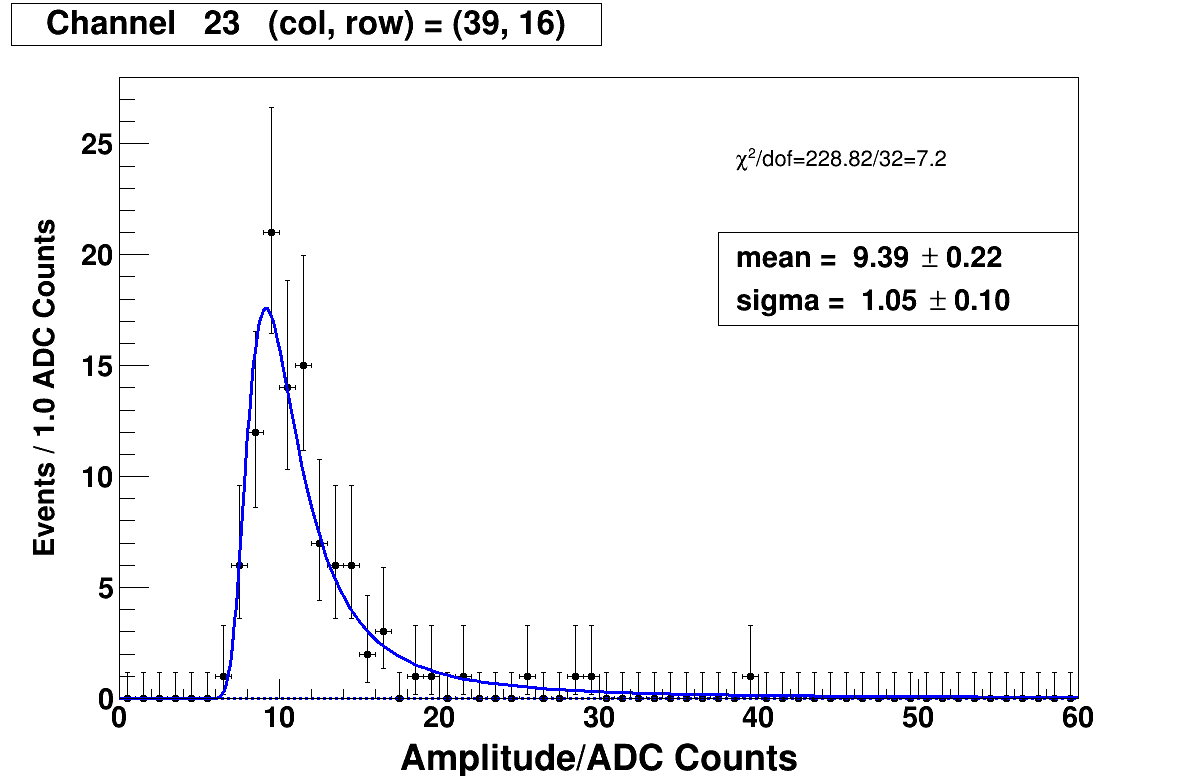 Channel 23 (col, row) = (39, 16)
25
20
15
10
5
0
Events / 1.0 ADC Counts
χ²/dof=228.82/32=7.2
mean = 9.39 ± 0.22
sigma = 1.05 ± 0.10
0 10 20 30 40 50 60
Amplitude/ADC Counts